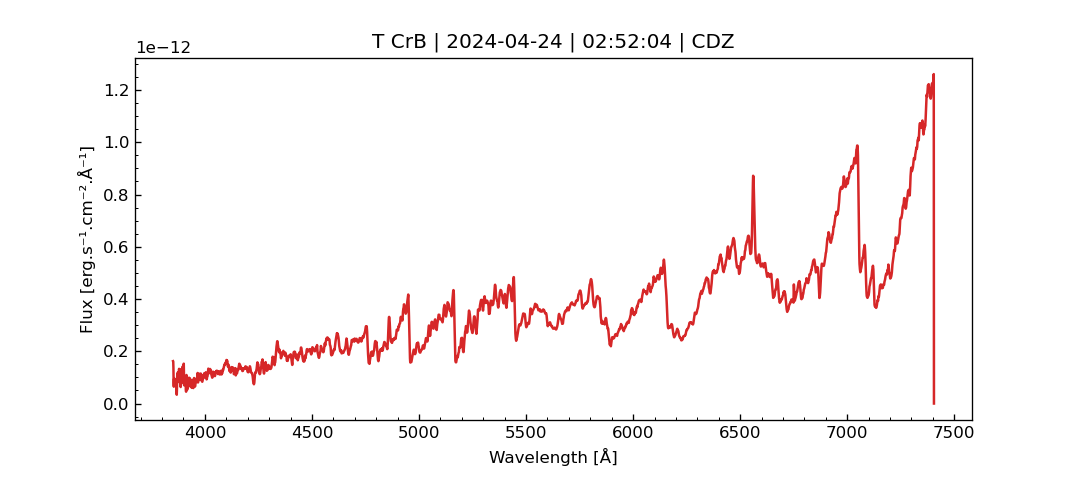 T CrB | 2024-04-24 | 02:52:04 | CDZ
1e−12
1.2
1.0
0.8
0.6
0.4
0.2
0.0
Flux [erg.s⁻¹.cm⁻².Å⁻¹]
4000 4500 5000 5500 6000 6500 7000 7500
Wavelength [Å]